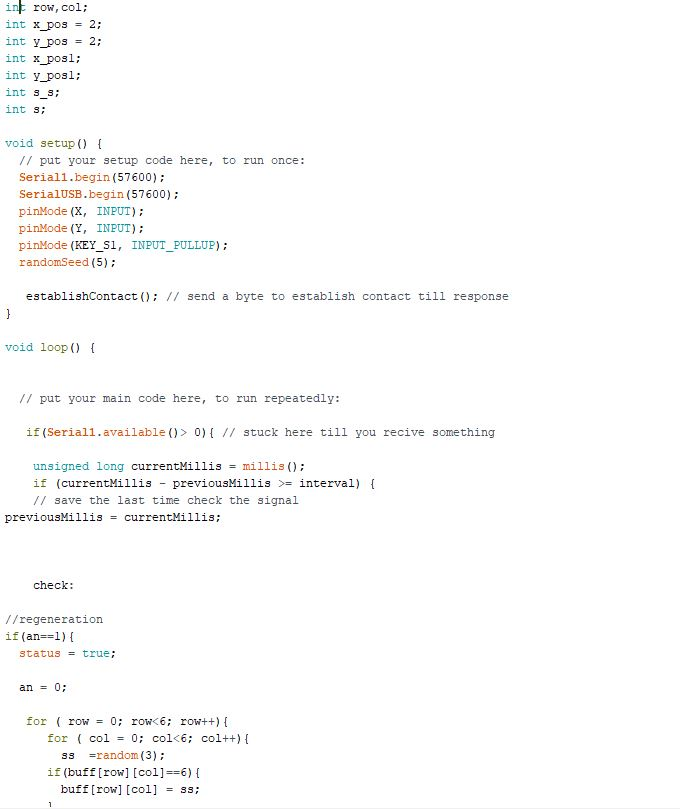 int row,col;
int x_pos = 2;
int y_pos = 2;
int x_pos1;
int y_pos1;
int s_s;
int s;
void setup() {
// put your setup code here, to run once:
Serial1.begin(57600);
SerialUSB.begin(57600);
pinMode(X, INPUT);
pinMode(Y, INPUT);
pinMode(KEY_S1, INPUT_PULLUP);
randomSeed(5);
establishContact(); // send a byte to establish contact till response
}
void loop() {
// put your main code here, to run repeatedly:
if(Serial1.available()> 0){ // stuck here till you recive something
unsigned long currentMillis = millis();
if (currentMillis - previousMillis >= interval) {
// save the last time check the signal
previousMillis = currentMillis;
check:
//regeneration
if(an==1){
status = true;
an = 0;
for ( row = 0; row<6; row++){
for ( col = 0; col<6; col++){
ss  =random(3);
if(buff[row][col]==6){
buff[row][col] = ss;